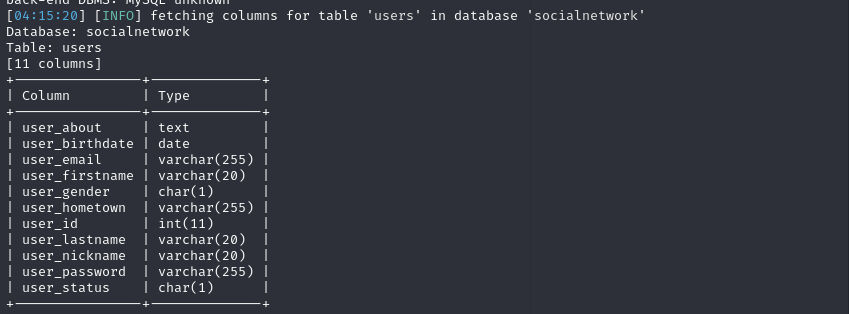 back-end DBMS: MySQL unknown
[04:15:20] [INFO] fetching columns for table 'users' in database 'socialnetwork'
Database: socialnetwork
Table: users
[11 columns]
+----------------+--------------+
| Column         | Type         |
+----------------+--------------+
| user_about     | text         |
| user_birthdate | date         |
| user_email     | varchar(255) |
| user_firstname | varchar(20)  |
| user_gender    | char(1)      |
| user_hometown  | varchar(255) |
| user_id        | int(11)      |
| user_lastname  | varchar(20)  |
| user_nickname  | varchar(20)  |
| user_password  | varchar(255) |
| user_status    | char(1)      |
+----------------+--------------+